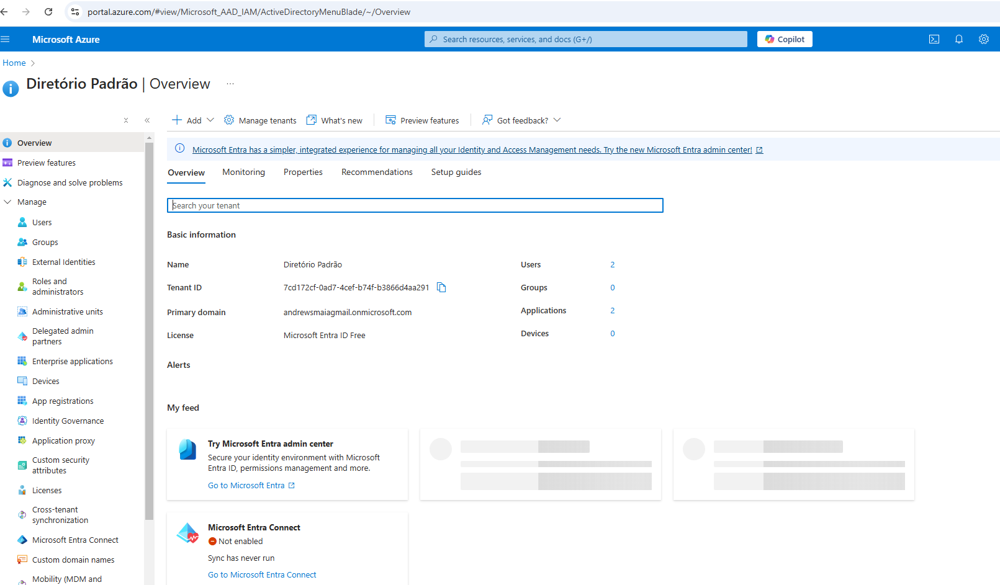 portal.azure.com/#view/Microsoft_AAD_IAM/ActiveDirectoryMenuBlade/~/Overview
Microsoft Azure
Search resources, services, and docs (G+/)
Copilot
Home
Diretório Padrão | Overview
Add
Manage tenants
What's new
Preview features
Got feedback?
Overview
Preview features
Diagnose and solve problems
Manage
Users
Groups
External Identities
Roles and
administrators
Administrative units
Delegated admin
partners
Enterprise applications
Devices
App registrations
Identity Governance
Application proxy
Custom security
attributes
Licenses
Cross-tenant
synchronization
Microsoft Entra Connect
Custom domain names
Mobility (MDM and
Microsoft Entra has a simpler, integrated experience for managing all your Identity and Access Management needs. Try the new Microsoft Entra admin center!
Overview
Monitoring
Properties
Recommendations
Setup guides
Search your tenant
Basic information
Name Diretório Padrão
Tenant ID 7cd172cf-0ad7-4cef-b74f-b3866d4aa291
Primary domain andrewsmaiagmail.onmicrosoft.com
License Microsoft Entra ID Free
Users 2
Groups 0
Applications 2
Devices 0
Alerts
My feed
Try Microsoft Entra admin center
Secure your identity environment with Microsoft
Entra ID, permissions management and more.
Go to Microsoft Entra
Microsoft Entra Connect
Not enabled
Sync has never run
Go to Microsoft Entra Connect